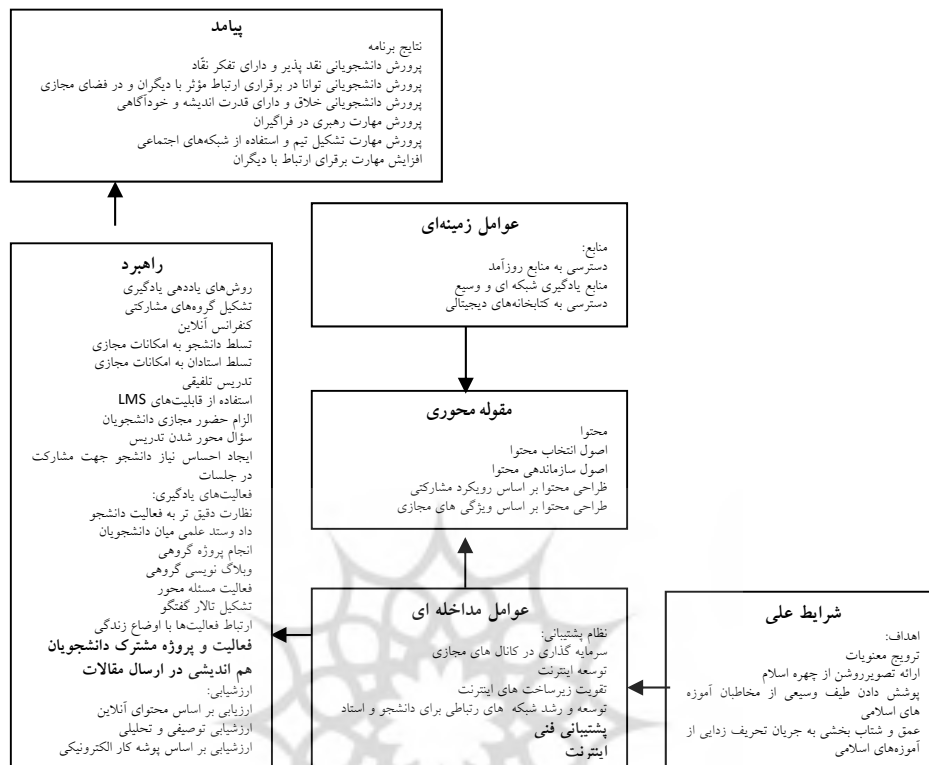 پیامد
نتایج برنامه
پرورش دانشجویانی نقد پذیر و دارای تفکر نقّاد
پرورش دانشجویانی توانا در برقراری ارتباط مؤثر با دیگران و در فضای مجازی
پرورش دانشجویانی خلاق و دارای قدرت اندیشه و خودآگاهی
پرورش مهارت رهبری در فراگیران
پرورش مهارت تشکیل تیم و استفاده از شبکه‌های اجتماعی
افزایش مهارت برقرای ارتباط با دیگران
عوامل زمینه‌ای
منابع:
دسترسی به منابع روزآمد
منابع یادگیری شبکه ای و وسیع
دسترسی به کتابخانه‌های دیجیتالی
راهبرد
روش‌های یاددهی یادگیری
تشکیل گروه‌های مشارکتی
کنفرانس آنلاین
تسلط دانشجو به امکانات مجازی
تسلط استادان به امکانات مجازی
تدریس تلفیقی
استفاده از قابلیت‌های LMS
الزام حضور مجازی دانشجویان
سؤال محور شدن تدریس
ایجاد احساس نیاز دانشجو جهت مشارکت
در جلسات
فعالیت‌های یادگیری:
نظارت دقیق تر به فعالیت دانشجو
داد وستد علمی میان دانشجویان
انجام پروژه گروهی
وبلاگ نویسی گروهی
فعالیت مسئله محور
تشکیل تالار گفتگو
ارتباط فعالیت‌ها با اوضاع زندگی
فعالیت و پروژه مشترک دانشجویان
هم اندیشی در ارسال مقالات
ارزشیابی:
ارزیابی بر اساس محتوای آنلاین
ارزشیابی توصیفی و تحلیلی
ارزشیابی بر اساس پوشه کار الکترونیکی
مقوله محوری
محتوا
اصول انتخاب محتوا
اصول سازماندهی محتوا
ظراحی محتوا بر اساس رویکرد مشارکتی
طراحی محتوا بر اساس ویژگی های مجازی
عوامل مداخله ای
نظام پشتیبانی:
سرمایه گذاری در کانال های مجازی
توسعه اینترنت
تقویت زیرساخت های اینترنت
توسعه و رشد شبکه های رتباطی برای دانشجو و استاد
پشتیبانی فنی
اینترنت
شرایط علی
اهداف:
ترویج معنویات
ارائه تصویرروشن از چهره اسلام
پوشش دادن طیف وسیعی از مخاطبان آموزه
های اسلامی
عمق و شتاب بخشی به جریان تحریف زدایی از
آموزه‌های اسلامی